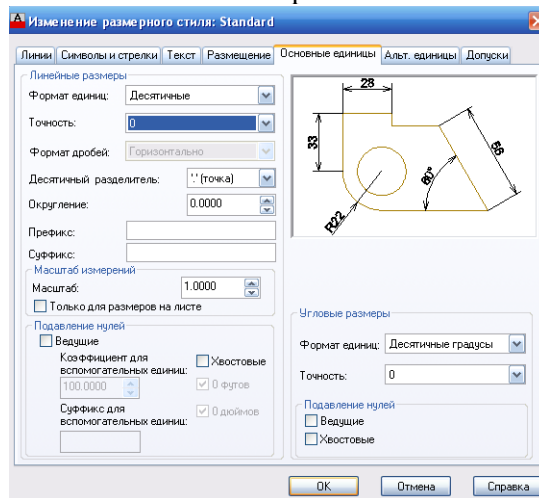 Изменение размерного стиля: Standard
Линии Символы и стрелки Текст Размещение Основные единицы Альт. единицы Допуски
Линейные размеры
Формат единиц: Десятичные
Точность: 0
Формат дробей: Горизонтально
Десятичный разделитель: '.' (точка)
Округление: 0.0000
Префикс:
Суффикс:
Масштаб измерений
Масштаб: 1.0000
Только для размеров на листе
Подавление нулей
Ведущие
Коэффициент для вспомогательных единиц:
100.0000
Суффикс для вспомогательных единиц:
Хвостовые
0 футов
0 дюймов
28
33
56
60°
R22
Угловые размеры
Формат единиц: Десятичные градусы
Точность: 0
Подавление нулей
Ведущие
Хвостовые
OK Отмена Справка